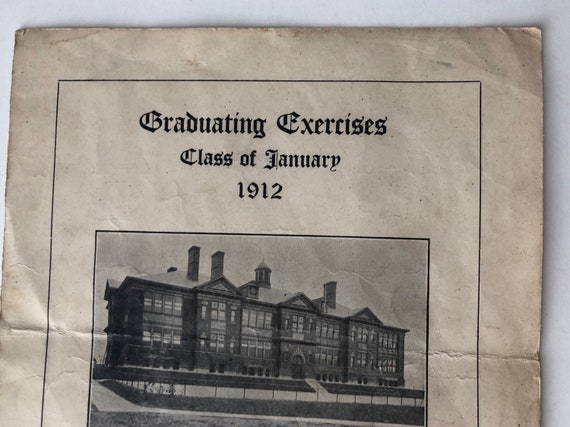 Graduating Exercises
Class of January
1912